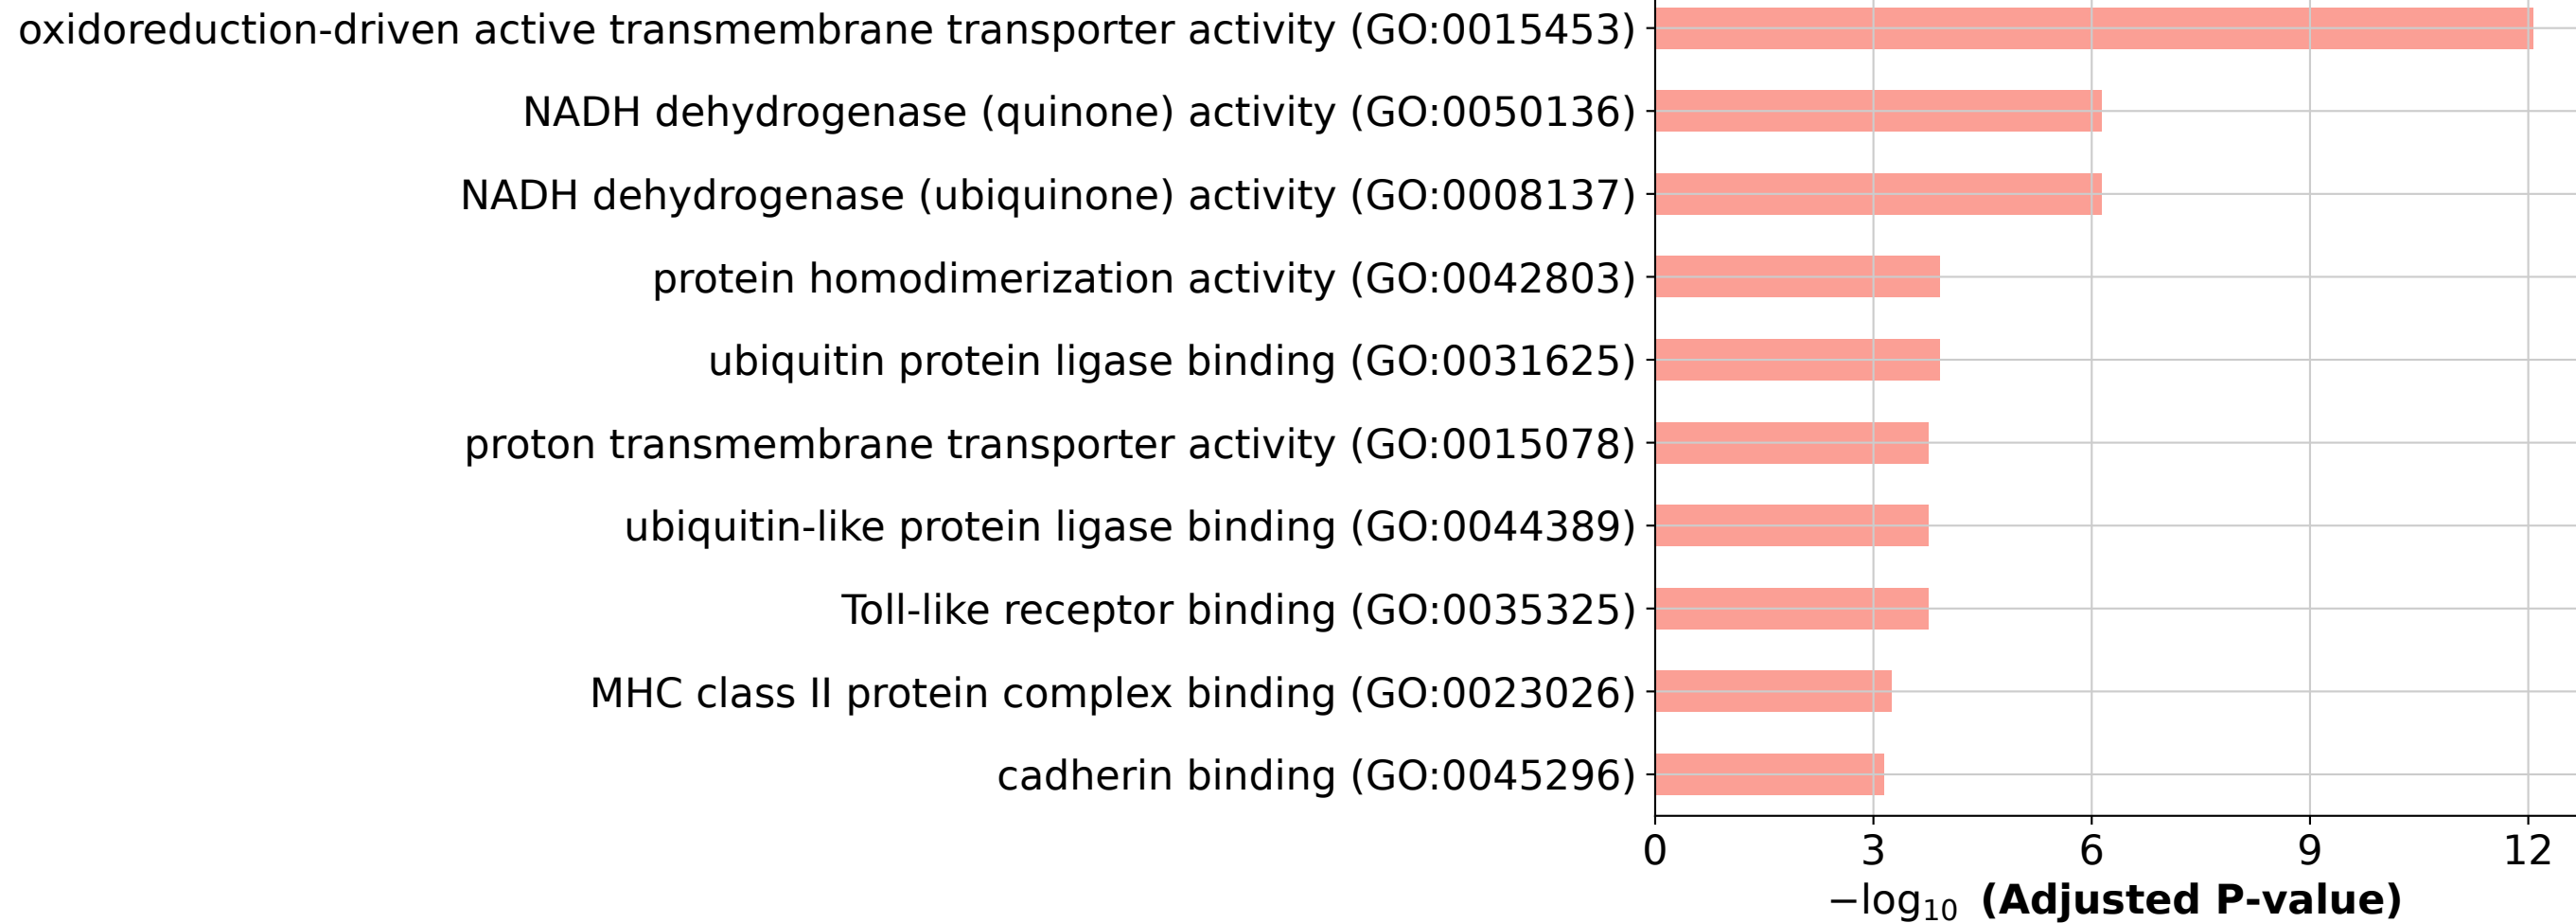 oxidoreduction-driven active transmembrane transporter activity (GO:0015453)
NADH dehydrogenase (quinone) activity (GO:0050136)
NADH dehydrogenase (ubiquinone) activity (GO:0008137)
protein homodimerization activity (GO:0042803)
ubiquitin protein ligase binding (GO:0031625)
proton transmembrane transporter activity (GO:0015078)
ubiquitin-like protein ligase binding (GO:0044389)
Toll-like receptor binding (GO:0035325)
MHC class II protein complex binding (GO:0023026)
cadherin binding (GO:0045296)
0 3 6 9 12
−log₁₀ (Adjusted P-value)